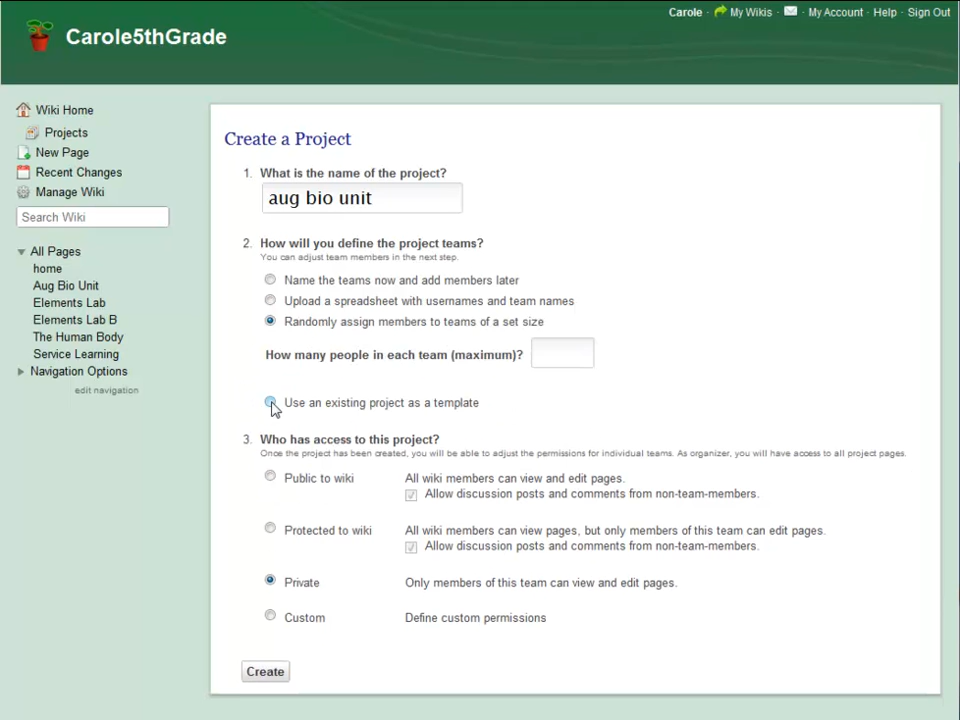 Carole · My Wikis · My Account · Help · Sign Out
Carole5thGrade
Wiki Home
Projects
New Page
Recent Changes
Manage Wiki
Search Wiki
All Pages
home
Aug Bio Unit
Elements Lab
Elements Lab B
The Human Body
Service Learning
Navigation Options
edit navigation
Create a Project
1. What is the name of the project?
aug bio unit
2. How will you define the project teams?
You can adjust team members in the next step.
Name the teams now and add members later
Upload a spreadsheet with usernames and team names
Randomly assign members to teams of a set size
How many people in each team (maximum)?
Use an existing project as a template
3. Who has access to this project?
Once the project has been created, you will be able to adjust the permissions for individual teams. As organizer, you will have access to all project pages.
Public to wiki All wiki members can view and edit pages.
Allow discussion posts and comments from non-team-members.
Protected to wiki All wiki members can view pages, but only members of this team can edit pages.
Allow discussion posts and comments from non-team-members.
Private Only members of this team can view and edit pages.
Custom Define custom permissions
Create